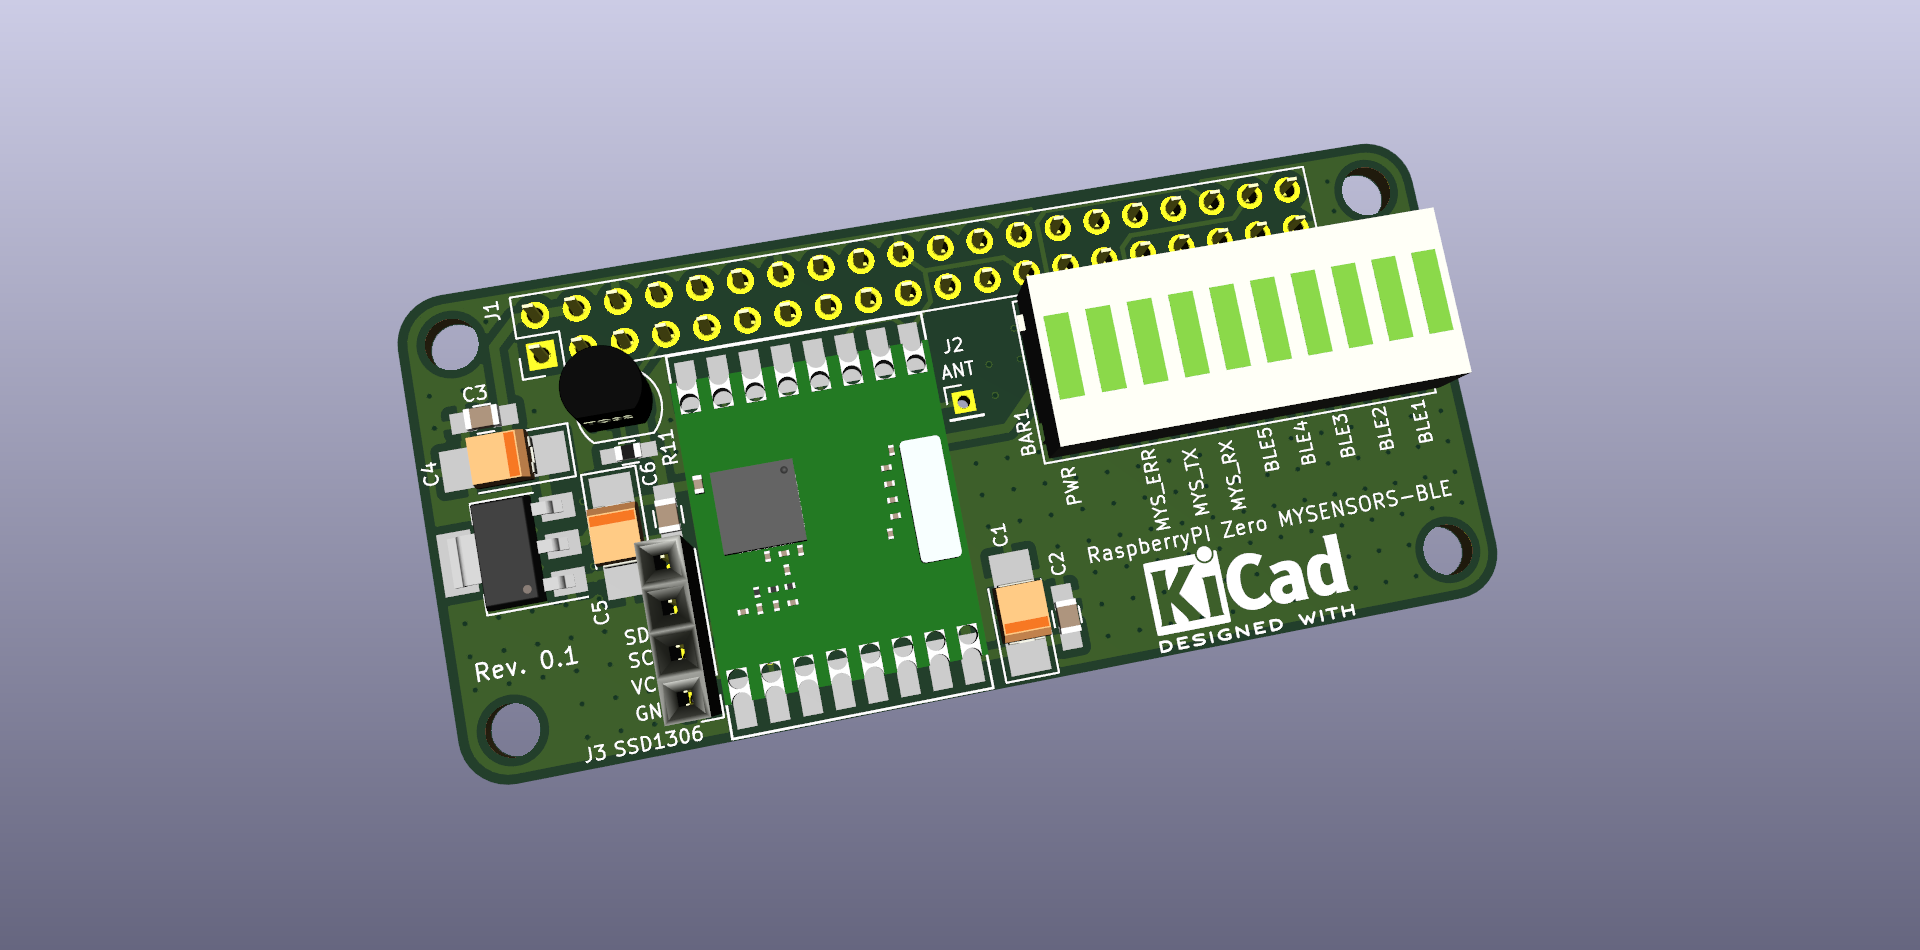 J1
J2
ANT
C3
C4
R11
C6
BAR1
PWR
MYS_ERR
MYS_TX
MYS_RX
BLE5
BLE4
BLE3
BLE2
BLE1
RaspberryPI Zero MYSENSORS-BLE
C1
C2
KiCad
DESIGNED WITH
C5
SD
SC
VC
GN
Rev. 0.1
J3 SSD1306